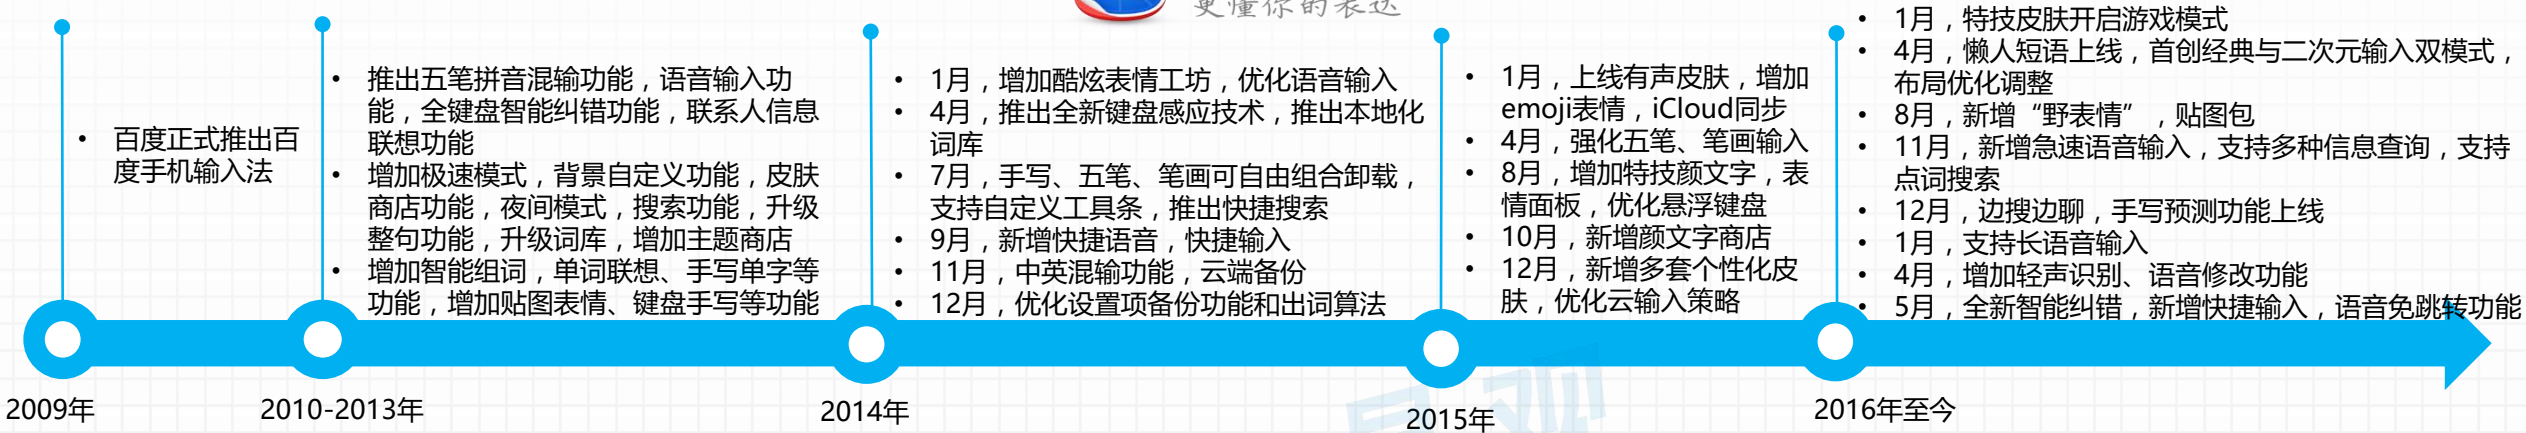 更懂你的表达
• 百度正式推出百
度手机输入法
• 推出五笔拼音混输功能，语音输入功
能，全键盘智能纠错功能，联系人信息
联想功能
• 增加极速模式，背景自定义功能，皮肤
商店功能，夜间模式，搜索功能，升级
整句功能，升级词库，增加主题商店
• 增加智能组词，单词联想、手写单字等
功能，增加贴图表情、键盘手写等功能
• 1月，增加酷炫表情工坊，优化语音输入
• 4月，推出全新键盘感应技术，推出本地化
词库
• 7月，手写、五笔、笔画可自由组合卸载，
支持自定义工具条，推出快捷搜索
• 9月，新增快捷语音，快捷输入
• 11月，中英混输功能，云端备份
• 12月，优化设置项备份功能和出词算法
• 1月，上线有声皮肤，增加
emoji表情，iCloud同步
• 4月，强化五笔、笔画输入
• 8月，增加特技颜文字，表
情面板，优化悬浮键盘
• 10月，新增颜文字商店
• 12月，新增多套个性化皮
肤，优化云输入策略
• 1月，特技皮肤开启游戏模式
• 4月，懒人短语上线，首创经典与二次元输入双模式，
布局优化调整
• 8月，新增“野表情”，贴图包
• 11月，新增急速语音输入，支持多种信息查询，支持
点词搜索
• 12月，边搜边聊，手写预测功能上线
• 1月，支持长语音输入
• 4月，增加轻声识别、语音修改功能
• 5月，全新智能纠错，新增快捷输入，语音免跳转功能
2009年
2010-2013年
2014年
2015年
2016年至今